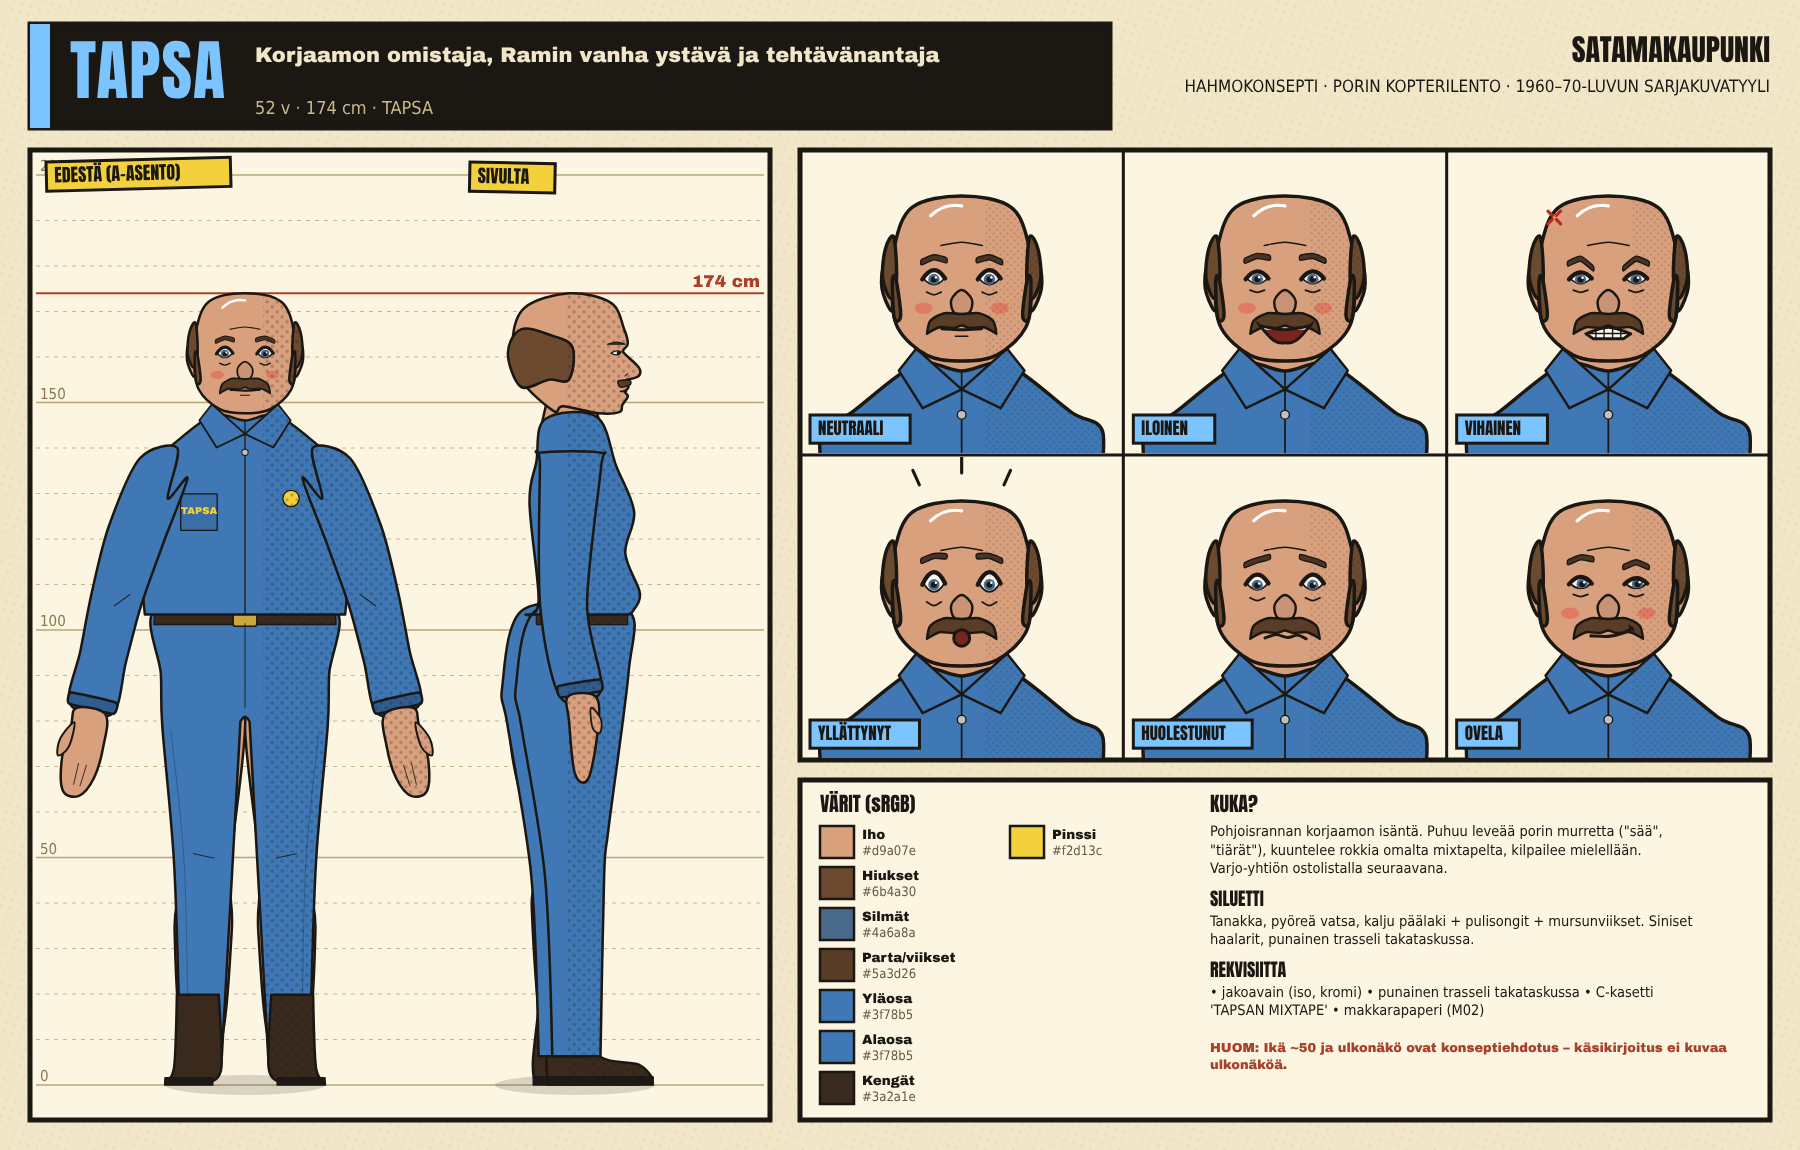 TAPSA
Korjaamon omistaja, Ramin vanha ystävä ja tehtävänantaja
52 v · 174 cm · TAPSA
SATAMAKAUPUNKI
HAHMOKONSEPTI · PORIN KOPTERILENTO · 1960–70-LUVUN SARJAKUVATYYLI
EDESTÄ (A-ASENTO)
SIVULTA
174 cm
150
100
50
0
TAPSA
NEUTRAALI
ILOINEN
VIHAINEN
YLLÄTTYNYT
HUOLESTUNUT
OVELA
VÄRIT (sRGB)
Iho
#d9a07e
Hiukset
#6b4a30
Silmät
#4a6a8a
Parta/viikset
#5a3d26
Yläosa
#3f78b5
Alaosa
#3f78b5
Kengät
#3a2a1e
Pinssi
#f2d13c
KUKA?
Pohjoisrannan korjaamon isäntä. Puhuu leveää porin murretta ("sää",
"tiärät"), kuuntelee rokkia omalta mixtapelta, kilpailee mielellään.
Varjo-yhtiön ostolistalla seuraavana.
SILUETTI
Tanakka, pyöreä vatsa, kalju päälaki + pulisongit + mursunviikset. Siniset
haalarit, punainen trasseli takataskussa.
REKVISIITTA
• jakoavain (iso, kromi) • punainen trasseli takataskussa • C-kasetti
'TAPSAN MIXTAPE' • makkarapaperi (M02)
HUOM: Ikä ~50 ja ulkonäkö ovat konseptiehdotus – käsikirjoitus ei kuvaa
ulkonäköä.